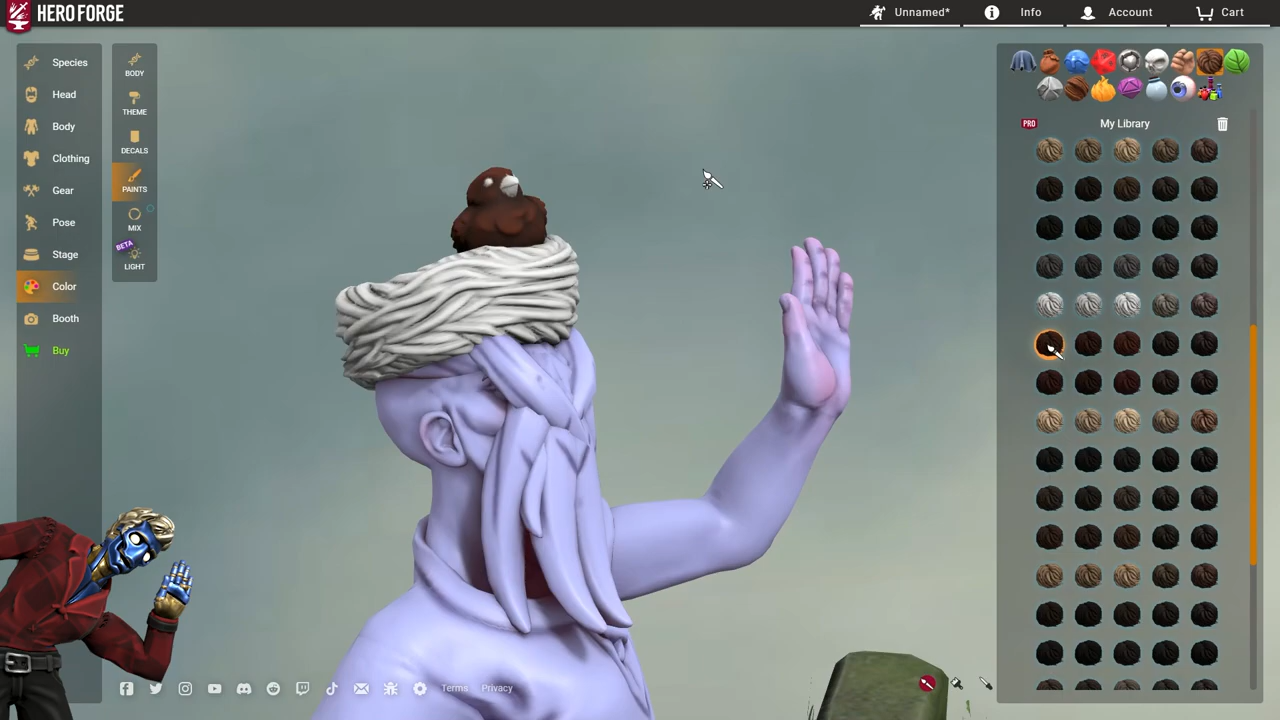 HERO FORGE
Unnamed*
Info
Account
Cart
Species
Head
Body
Clothing
Gear
Pose
Stage
Color
Booth
Buy
BODY
THEME
DECALS
PAINTS
MIX
BETA
LIGHT
PRO
My Library
Terms
Privacy